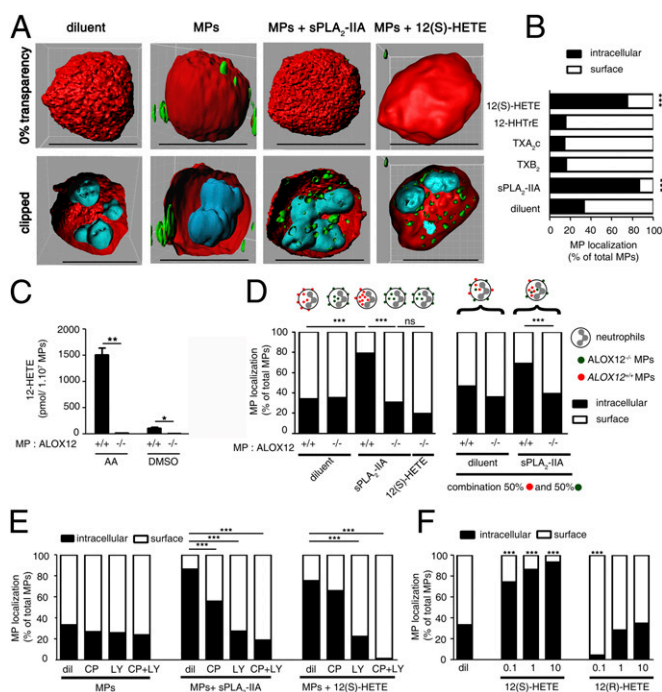 A
diluent
MPs
MPs + sPLA₂-IIA
MPs + 12(S)-HETE
0% transparency
clipped
B
intracellular
surface
12(S)-HETE
12-HHTrE
TXA₂c
TXB₂
sPLA₂-IIA
diluent
***
***
0 20 40 60 80 100
MP localization
(% of total MPs)
C
12-HETE
(pmol/ 1.10⁷ MPs)
2000
1500
1000
500
0
**
*
MP : ALOX12
+/+ -/- +/+ -/-
AA
DMSO
D
MP localization
(% of total MPs)
100
80
60
40
20
0
*** *** ns
***
MP : ALOX12
+/+ -/- +/+ -/- -/-
diluent
sPLA₂-IIA
12(S)-HETE
+/+ -/- +/+ -/-
diluent
sPLA₂-IIA
combination 50% and 50%
neutrophils
ALOX12⁻/⁻ MPs
ALOX12⁺/⁺ MPs
intracellular
surface
E
intracellular
surface
MP localization
(% of total MPs)
100
80
60
40
20
0
***
***
***
***
***
dil CP LY CP+LY
MPs
dil CP LY CP+LY
MPs+ sPLA₂-IIA
dil CP LY CP+LY
MPs + 12(S)-HETE
F
intracellular
surface
MP localization
(% of total MPs)
100
80
60
40
20
0
*** *** *** ***
dil
0.1 1 10
12(S)-HETE
0.1 1 10
12(R)-HETE